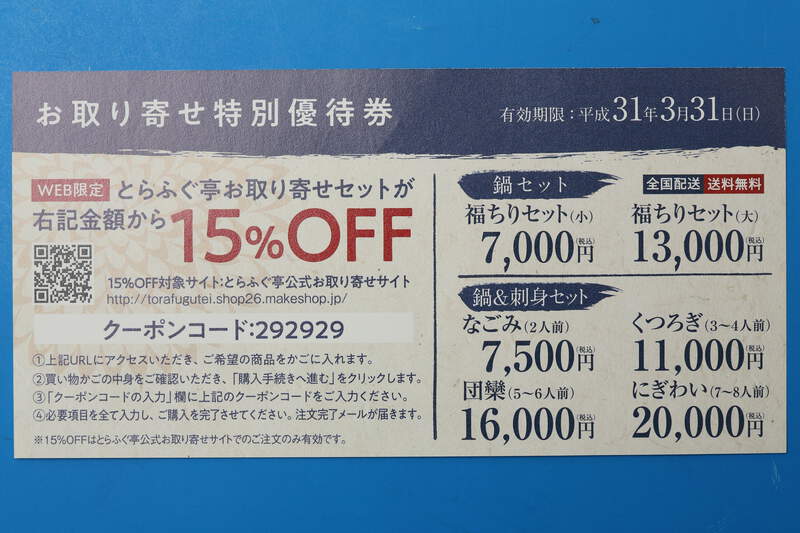 お取り寄せ特別優待券
有効期限：平成31年3月31日(日)
WEB限定 とらふぐ亭お取り寄せセットが
右記金額から15%OFF
15%OFF対象サイト:とらふぐ亭公式お取り寄せサイト
http://torafugutei.shop26.makeshop.jp/
クーポンコード:292929
①上記URLにアクセスいただき、ご希望の商品をかごに入れます。
②買い物かごの中身をご確認いただき、「購入手続きへ進む」をクリックします。
③「クーポンコードの入力」欄に上記のクーポンコードをご入力ください。
④必要項目を全て入力し、ご購入を完了させてください。注文完了メールが届きます。
※15%OFFはとらふぐ亭公式お取り寄せサイトでのご注文のみ有効です。
鍋セット
全国配送 送料無料
福ちりセット(小)
7,000円(税込)
福ちりセット(大)
13,000円(税込)
鍋&刺身セット
なごみ(2人前)
7,500円(税込)
くつろぎ(3～4人前)
11,000円(税込)
団欒(5～6人前)
16,000円(税込)
にぎわい(7～8人前)
20,000円(税込)